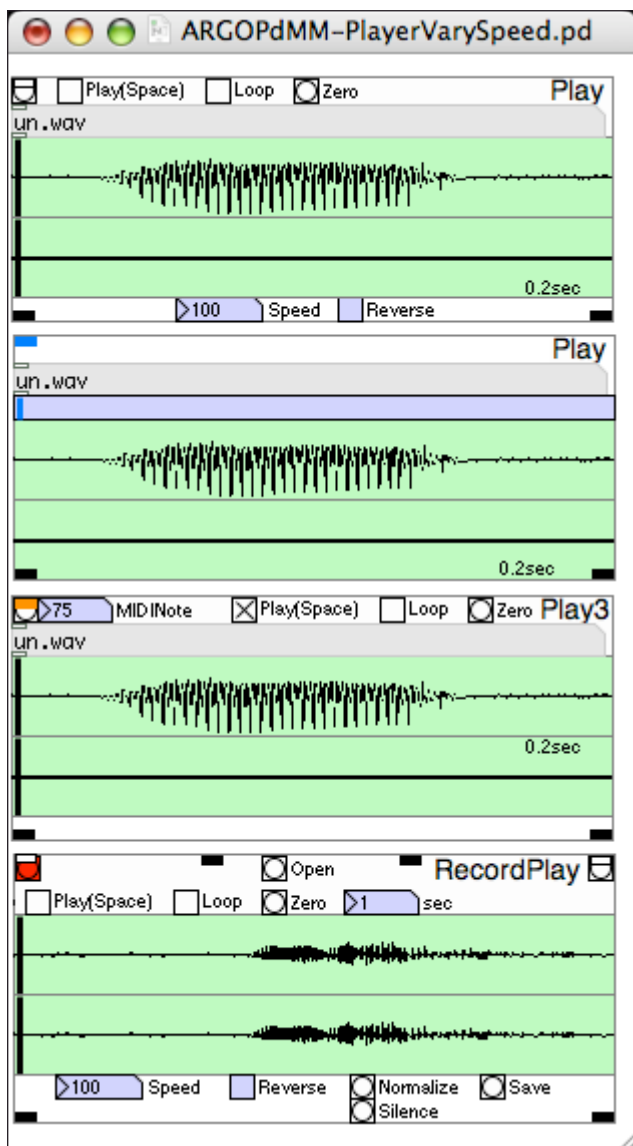 ARGOPdMM-PlayerVarySpeed.pd
Play(Space) Loop Zero Play
un.wav
0.2sec
100 Speed Reverse
Play
un.wav
0.2sec
75 MIDINote Play(Space) Loop Zero Play3
un.wav
0.2sec
Open RecordPlay
Play(Space) Loop Zero 1 sec
100 Speed Reverse Normalize Save
Silence